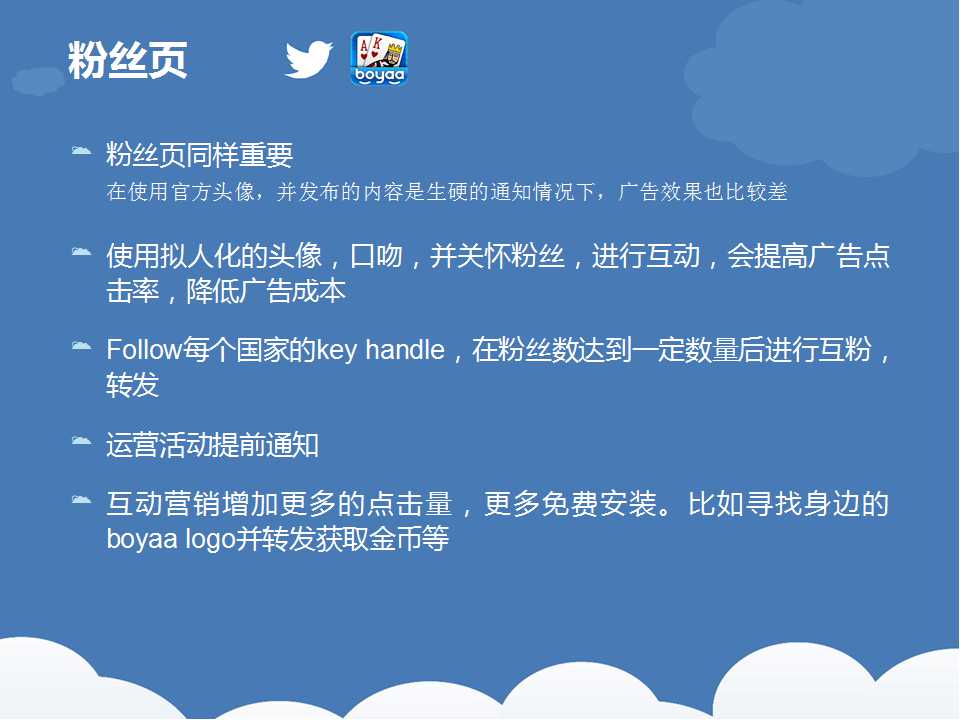 粉丝页
A K
boyaa
粉丝页同样重要
在使用官方头像，并发布的内容是生硬的通知情况下，广告效果也比较差
使用拟人化的头像，口吻，并关怀粉丝，进行互动，会提高广告点
击率，降低广告成本
Follow每个国家的key handle，在粉丝数达到一定数量后进行互粉，
转发
运营活动提前通知
互动营销增加更多的点击量，更多免费安装。比如寻找身边的
boyaa logo并转发获取金币等